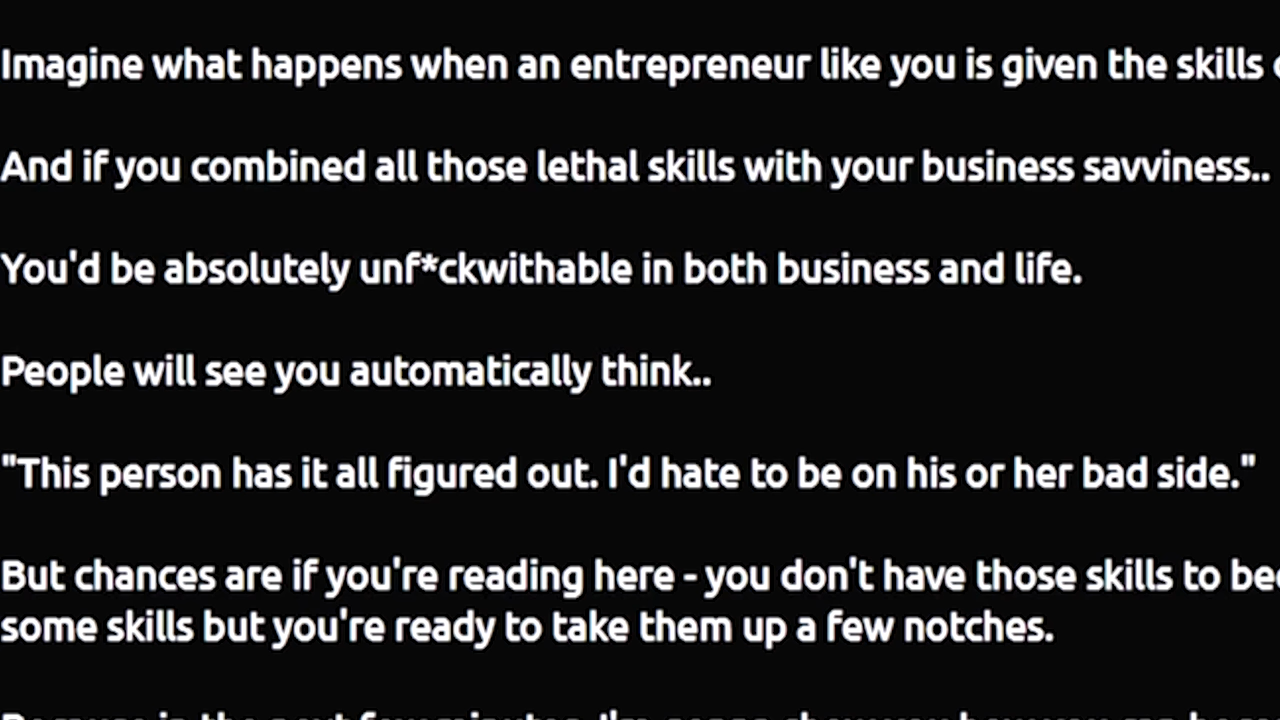 Imagine what happens when an entrepreneur like you is given the skills
And if you combined all those lethal skills with your business savviness..
You'd be absolutely unf*ckwithable in both business and life.
People will see you automatically think..
"This person has it all figured out. I'd hate to be on his or her bad side."
But chances are if you're reading here - you don't have those skills to
some skills but you're ready to take them up a few notches.